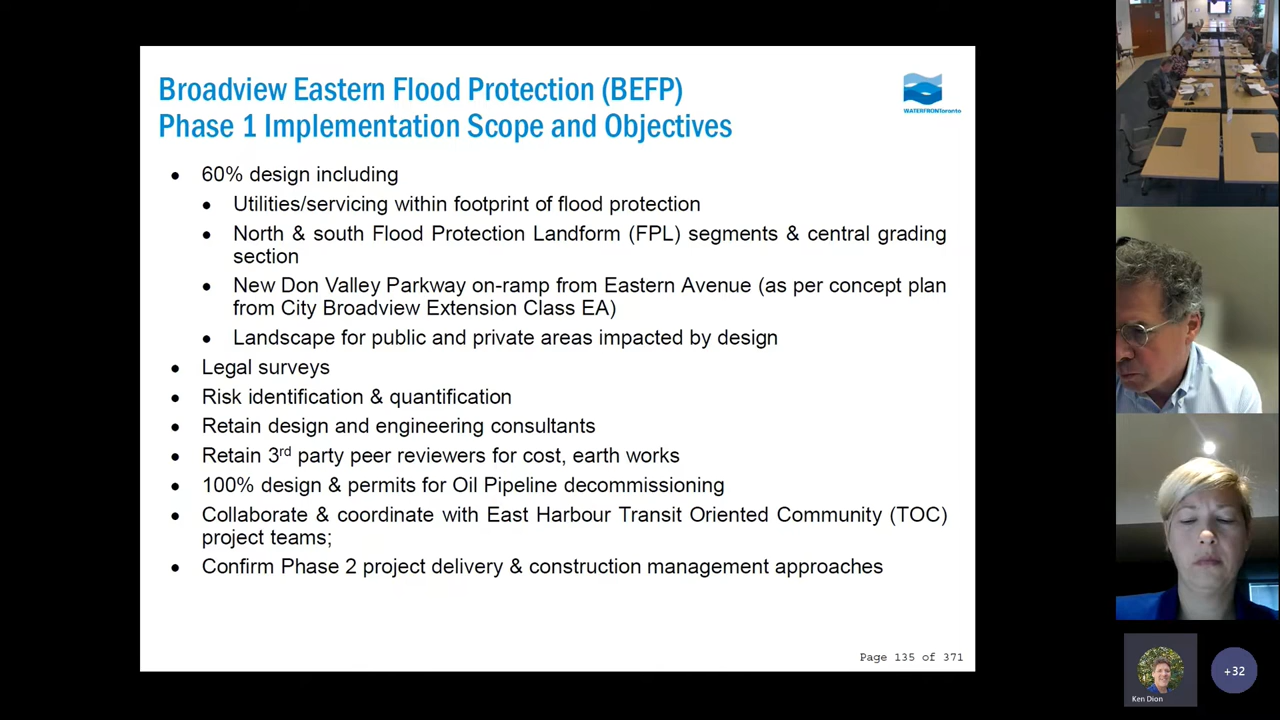 Broadview Eastern Flood Protection (BEFP)
Phase 1 Implementation Scope and Objectives
WATERFRONToronto
• 60% design including
• Utilities/servicing within footprint of flood protection
• North & south Flood Protection Landform (FPL) segments & central grading
section
• New Don Valley Parkway on-ramp from Eastern Avenue (as per concept plan
from City Broadview Extension Class EA)
• Landscape for public and private areas impacted by design
• Legal surveys
• Risk identification & quantification
• Retain design and engineering consultants
• Retain 3rd party peer reviewers for cost, earth works
• 100% design & permits for Oil Pipeline decommissioning
• Collaborate & coordinate with East Harbour Transit Oriented Community (TOC)
project teams;
• Confirm Phase 2 project delivery & construction management approaches
Page 135 of 371
Ken Dion
+32